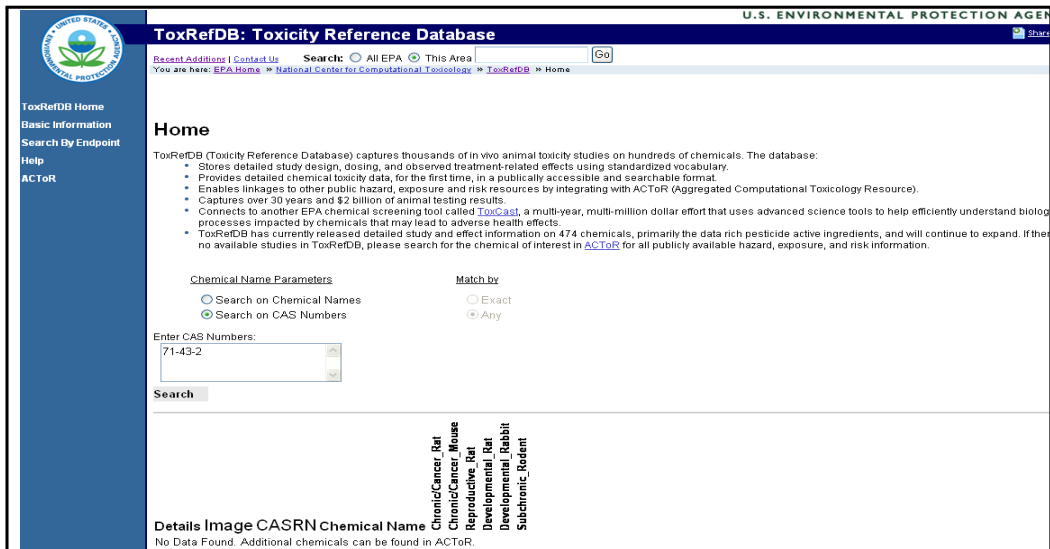 U.S. ENVIRONMENTAL PROTECTION AGEN
UNITED STATES
AGENCY
ToxRefDB: Toxicity Reference Database
Share
Recent Additions | Contact Us Search: All EPA This Area Go
You are here: EPA Home » National Center for Computational Toxicology » ToxRefDB » Home
ToxRefDB Home
Basic Information
Search By Endpoint
Help
ACToR
Home
ToxRefDB (Toxicity Reference Database) captures thousands of in vivo animal toxicity studies on hundreds of chemicals. The database:
• Stores detailed study design, dosing, and observed treatment-related effects using standardized vocabulary.
• Provides detailed chemical toxicity data, for the first time, in a publically accessible and searchable format.
• Enables linkages to other public hazard, exposure and risk resources by integrating with ACToR (Aggregated Computational Toxicology Resource).
• Captures over 30 years and $2 billion of animal testing results.
• Connects to another EPA chemical screening tool called ToxCast, a multi-year, multi-million dollar effort that uses advanced science tools to help efficiently understand biolog
processes impacted by chemicals that may lead to adverse health effects.
• ToxRefDB has currently released detailed study and effect information on 474 chemicals, primarily the data rich pesticide active ingredients, and will continue to expand. If ther
no available studies in ToxRefDB, please search for the chemical of interest in ACToR for all publicly available hazard, exposure, and risk information.
Chemical Name Parameters Match by
Search on Chemical Names Exact
Search on CAS Numbers Any
Enter CAS Numbers:
71-43-2
Search
Details Image CASRN Chemical Name
Chronic/Cancer_Rat
Chronic/Cancer_Mouse
Reproductive_Rat
Developmental_Rat
Developmental_Rabbit
Subchronic_Rodent
No Data Found. Additional chemicals can be found in ACToR.